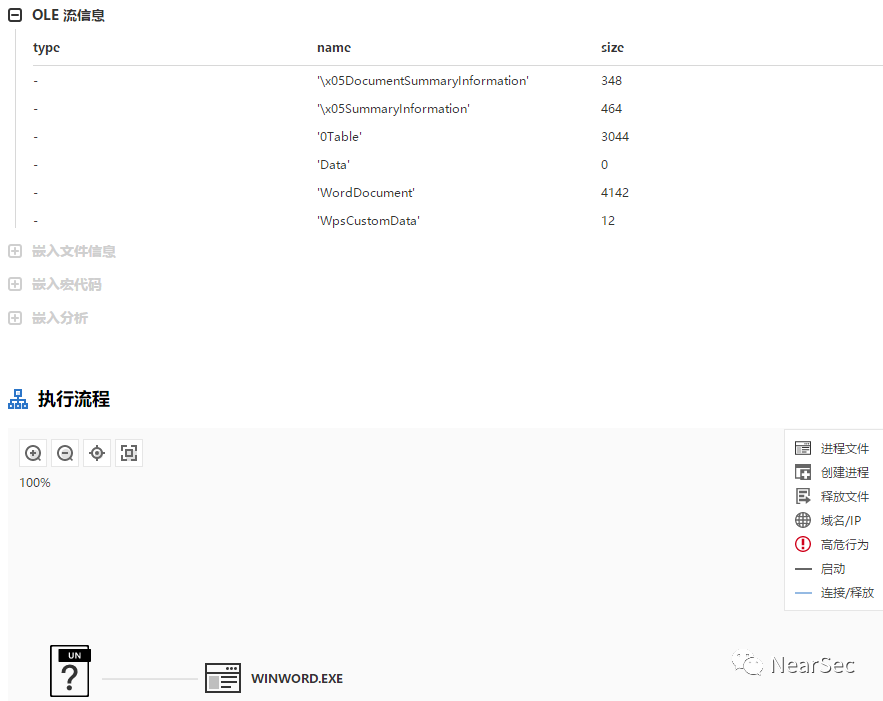 OLE 流信息
type name size
- '\x05DocumentSummaryInformation' 348
- '\x05SummaryInformation' 464
- '0Table' 3044
- 'Data' 0
- 'WordDocument' 4142
- 'WpsCustomData' 12
嵌入文件信息
嵌入宏代码
嵌入分析
执行流程
100%
进程文件
创建进程
释放文件
域名/IP
高危行为
启动
连接/释放
UN
?
WINWORD.EXE
NearSec